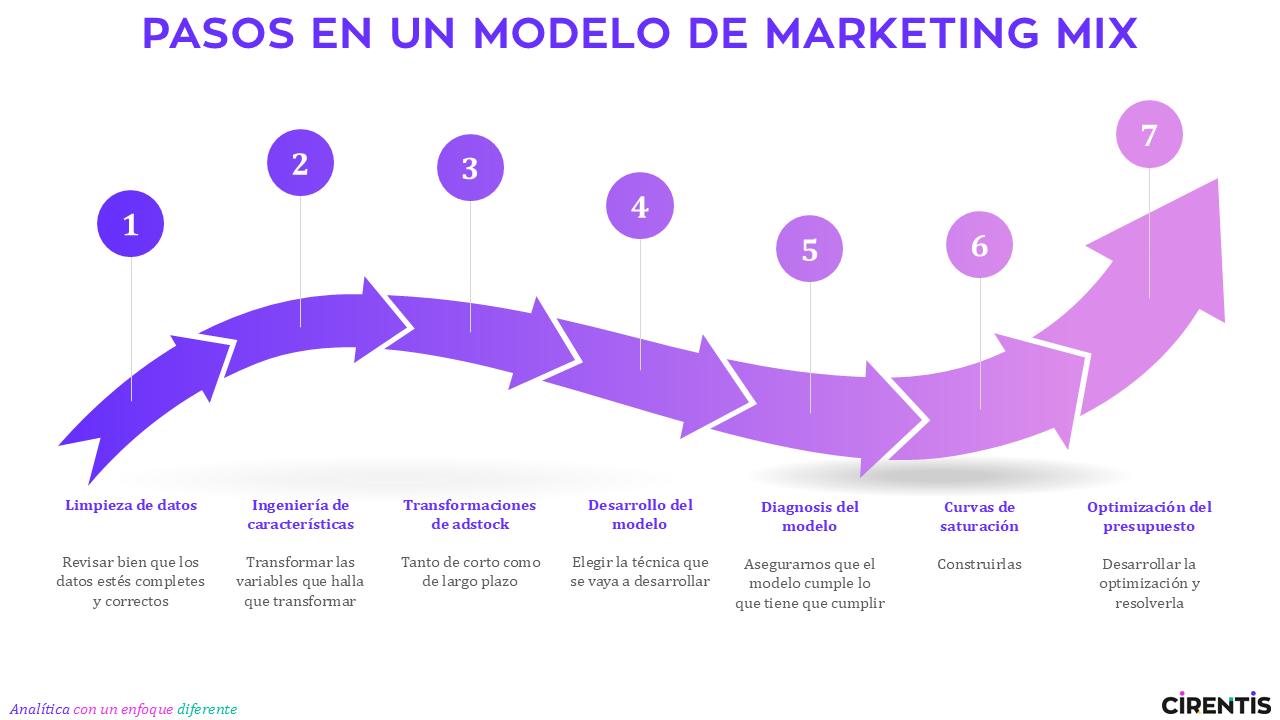 PASOS EN UN MODELO DE MARKETING MIX
1
2
3
4
5
6
7
Limpieza de datos
Revisar bien que los
datos estés completes
y correctos
Ingeniería de
características
Transformar las
variables que halla
que transformar
Transformaciones
de adstock
Tanto de corto como
de largo plazo
Desarrollo del
modelo
Elegir la técnica que
se vaya a desarrollar
Diagnosis del
modelo
Asegurarnos que el
modelo cumple lo
que tiene que cumplir
Curvas de
saturación
Construirlas
Optimización del
presupuesto
Desarrollar la
optimización y
resolverla
Analítica con un enfoque diferente
CIRENTIS